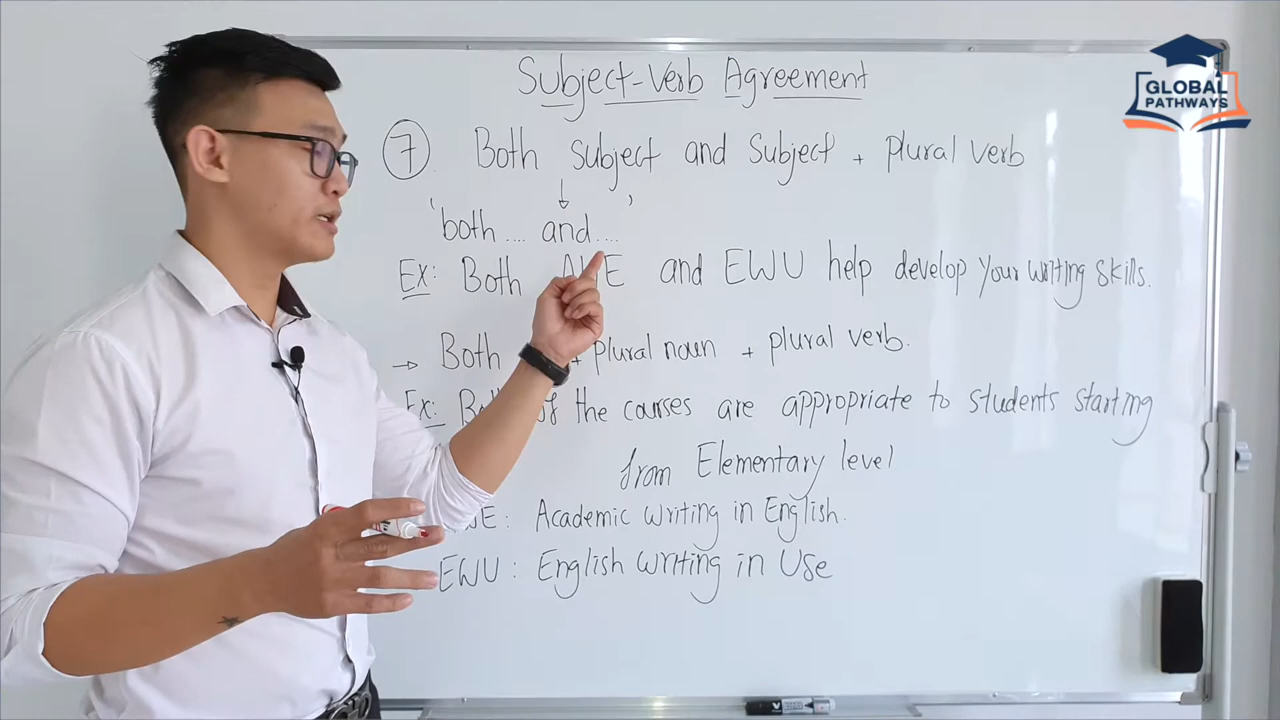 Subject-Verb Agreement
GLOBAL
PATHWAYS
7. Both subject and subject + plural verb
'both .... and .... '
Ex: Both and EWU help develop your writing skills.
→ Both + plural noun + plural verb.
Ex: of the courses are appropriate to students starting
from Elementary level
: Academic writing in English.
EWU : English writing in Use